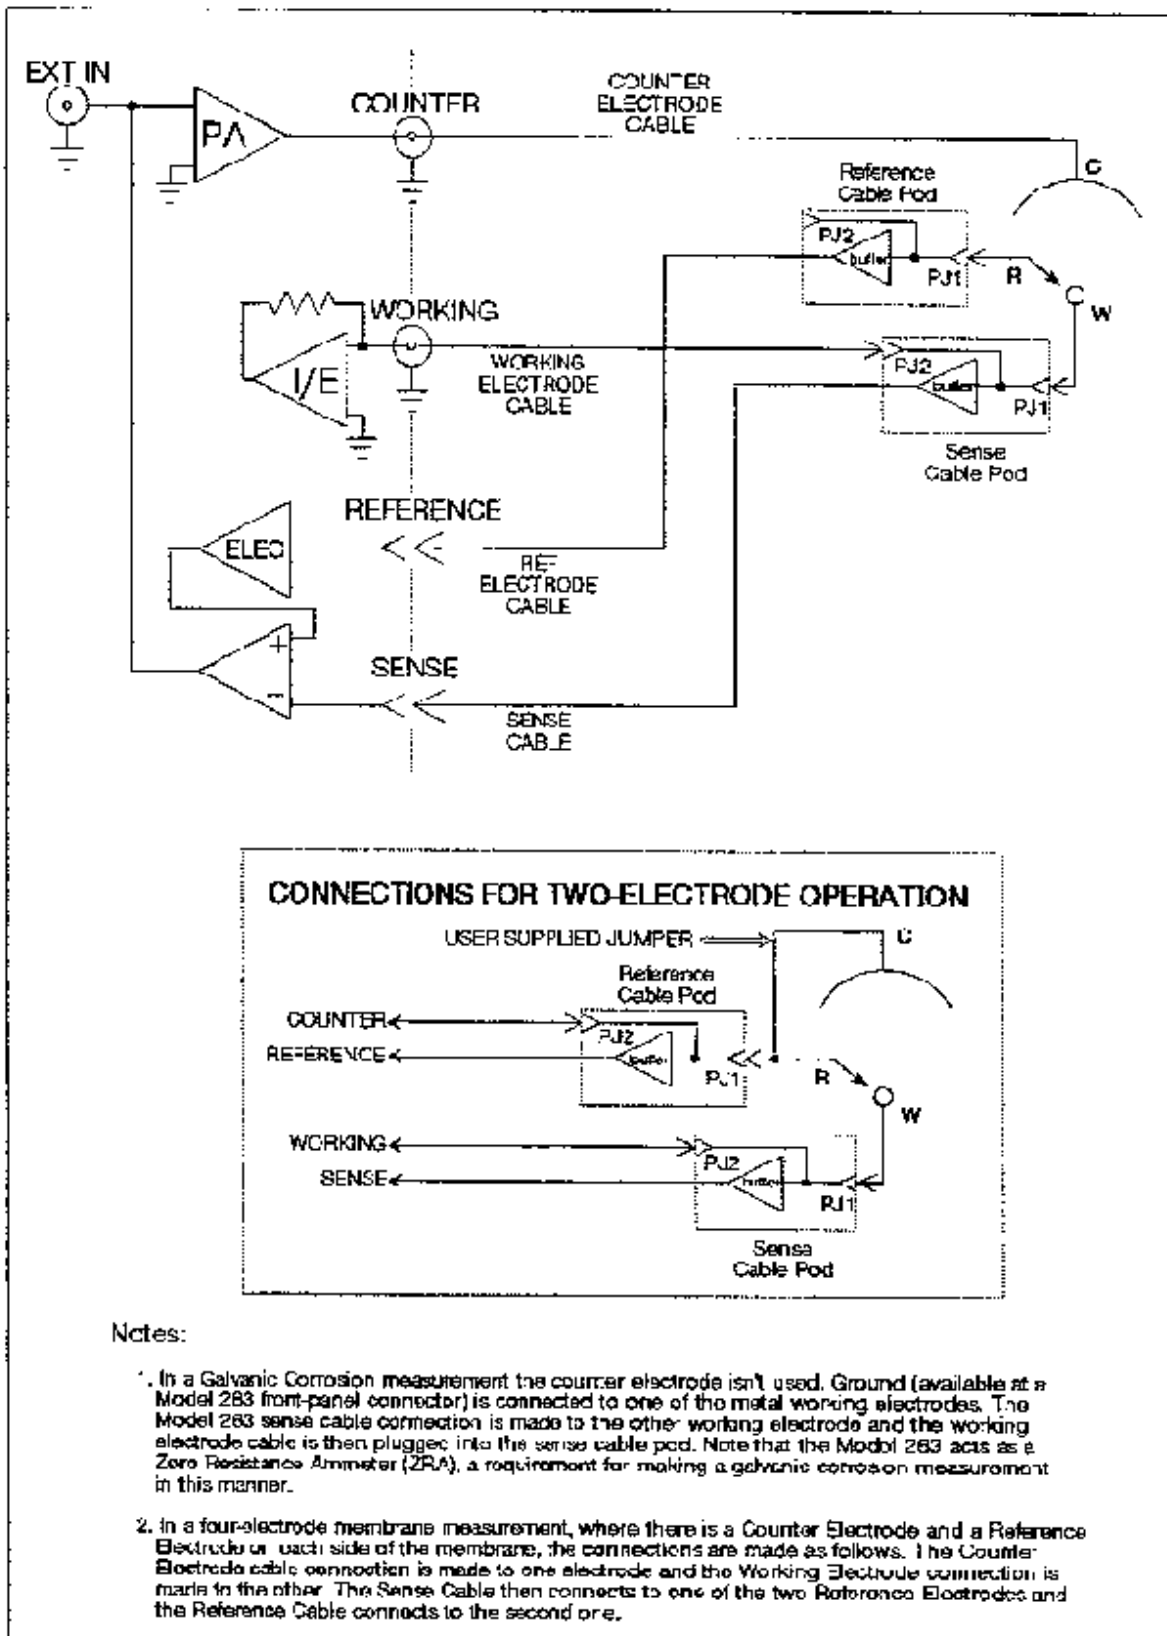 EXT IN
PA
COUNTER
COUNTER
ELECTRODE
CABLE
C
Reference
Cable Pod
PJ2
buffer
PJ1
R
W
WORKING
I/E
WORKING
ELECTRODE
CABLE
PJ2
buffer
PJ1
Sense
Cable Pod
REFERENCE
ELEC
REF
ELECTRODE
CABLE
+
-
SENSE
SENSE
CABLE
CONNECTIONS FOR TWO-ELECTRODE OPERATION
USER SUPPLIED JUMPER
C
Reference
Cable Pod
COUNTER
PJ2
REFERENCE
buffer
PJ1
R
W
WORKING
PJ2
SENSE
buffer
PJ1
Sense
Cable Pod
Notes:
1. In a Galvanic Corrosion measurement the counter electrode isn't used. Ground (available at a
Model 263 front-panel connector) is connected to one of the metal working electrodes. The
Model 263 sense cable connection is made to the other working electrode and the working
electrode cable is then plugged into the sense cable pod. Note that the Model 263 acts as a
Zero Resistance Ammeter (ZRA), a requirement for making a galvanic corrosion measurement
in this manner.
2. In a four-electrode membrane measurement, where there is a Counter Electrode and a Reference
Electrode on each side of the membrane, the connections are made as follows. The Counter
Electrode cable connection is made to one electrode and the Working Electrode connection is
made to the other. The Sense Cable then connects to one of the two Reference Electrodes and
the Reference Cable connects to the second one.